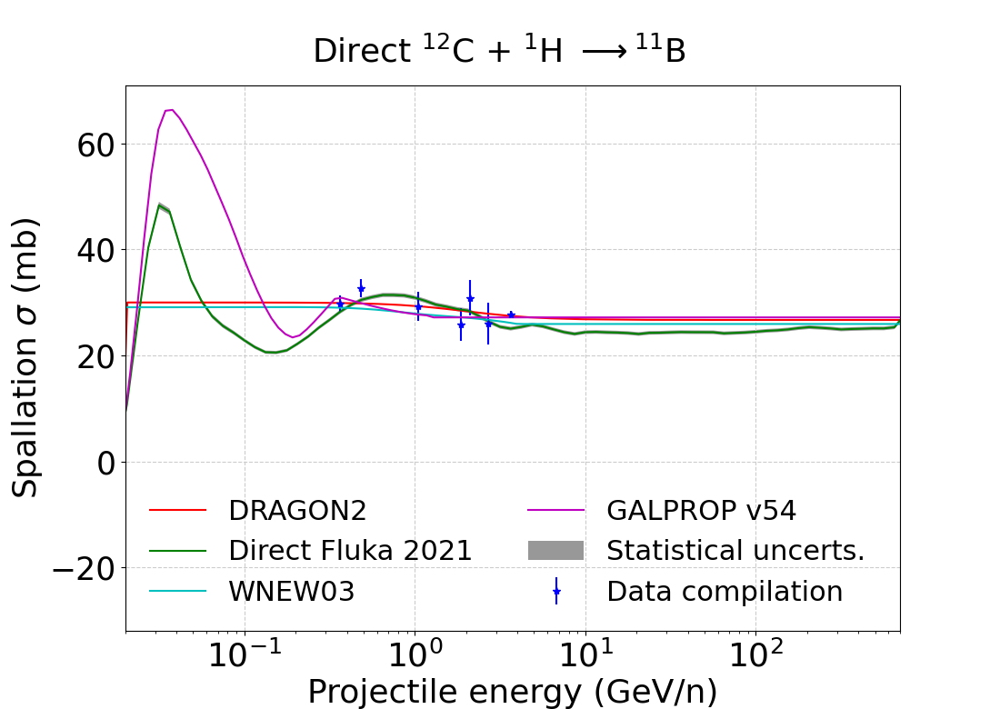 Direct ¹²C + ¹H ⟶ ¹¹B
Spallation σ (mb)
60
40
20
0
−20
DRAGON2
Direct Fluka 2021
WNEW03
GALPROP v54
Statistical uncerts.
Data compilation
10⁻¹ 10⁰ 10¹ 10²
Projectile energy (GeV/n)